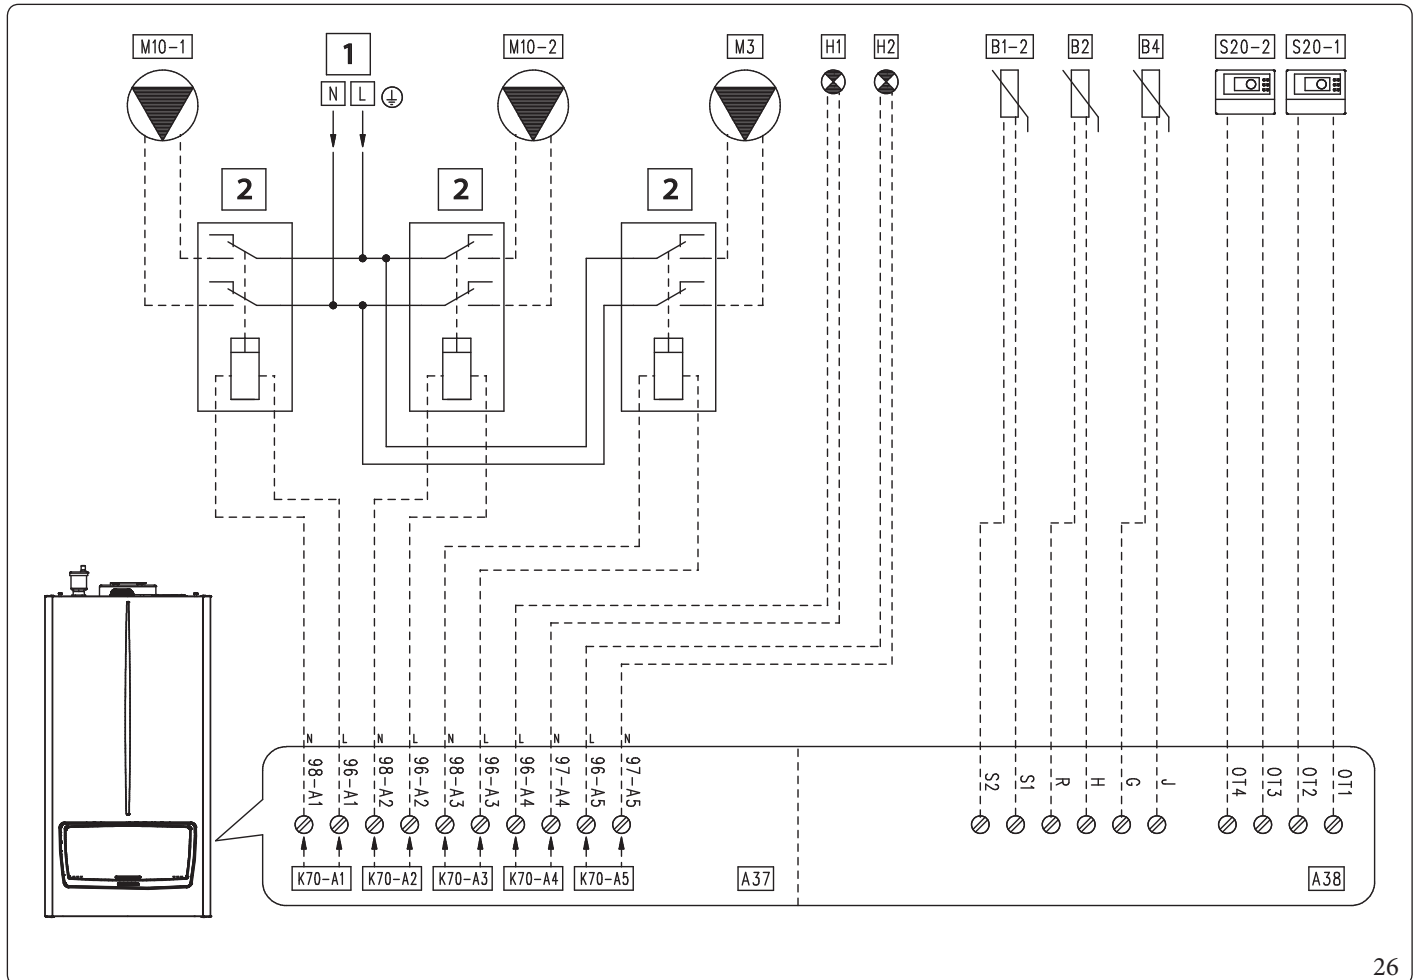 M10-1 1 M10-2 M3 H1 H2 B1-2 B2 B4 S20-2 S20-1
N L
2 2 2
N L N L N L L N L N
98-A1 96-A1 98-A2 96-A2 98-A3 96-A3 96-A4 97-A4 96-A5 97-A5 S2 S1 R H G J OT4 OT3 OT2 OT1
K70-A1 K70-A2 K70-A3 K70-A4 K70-A5 A37 A38
26